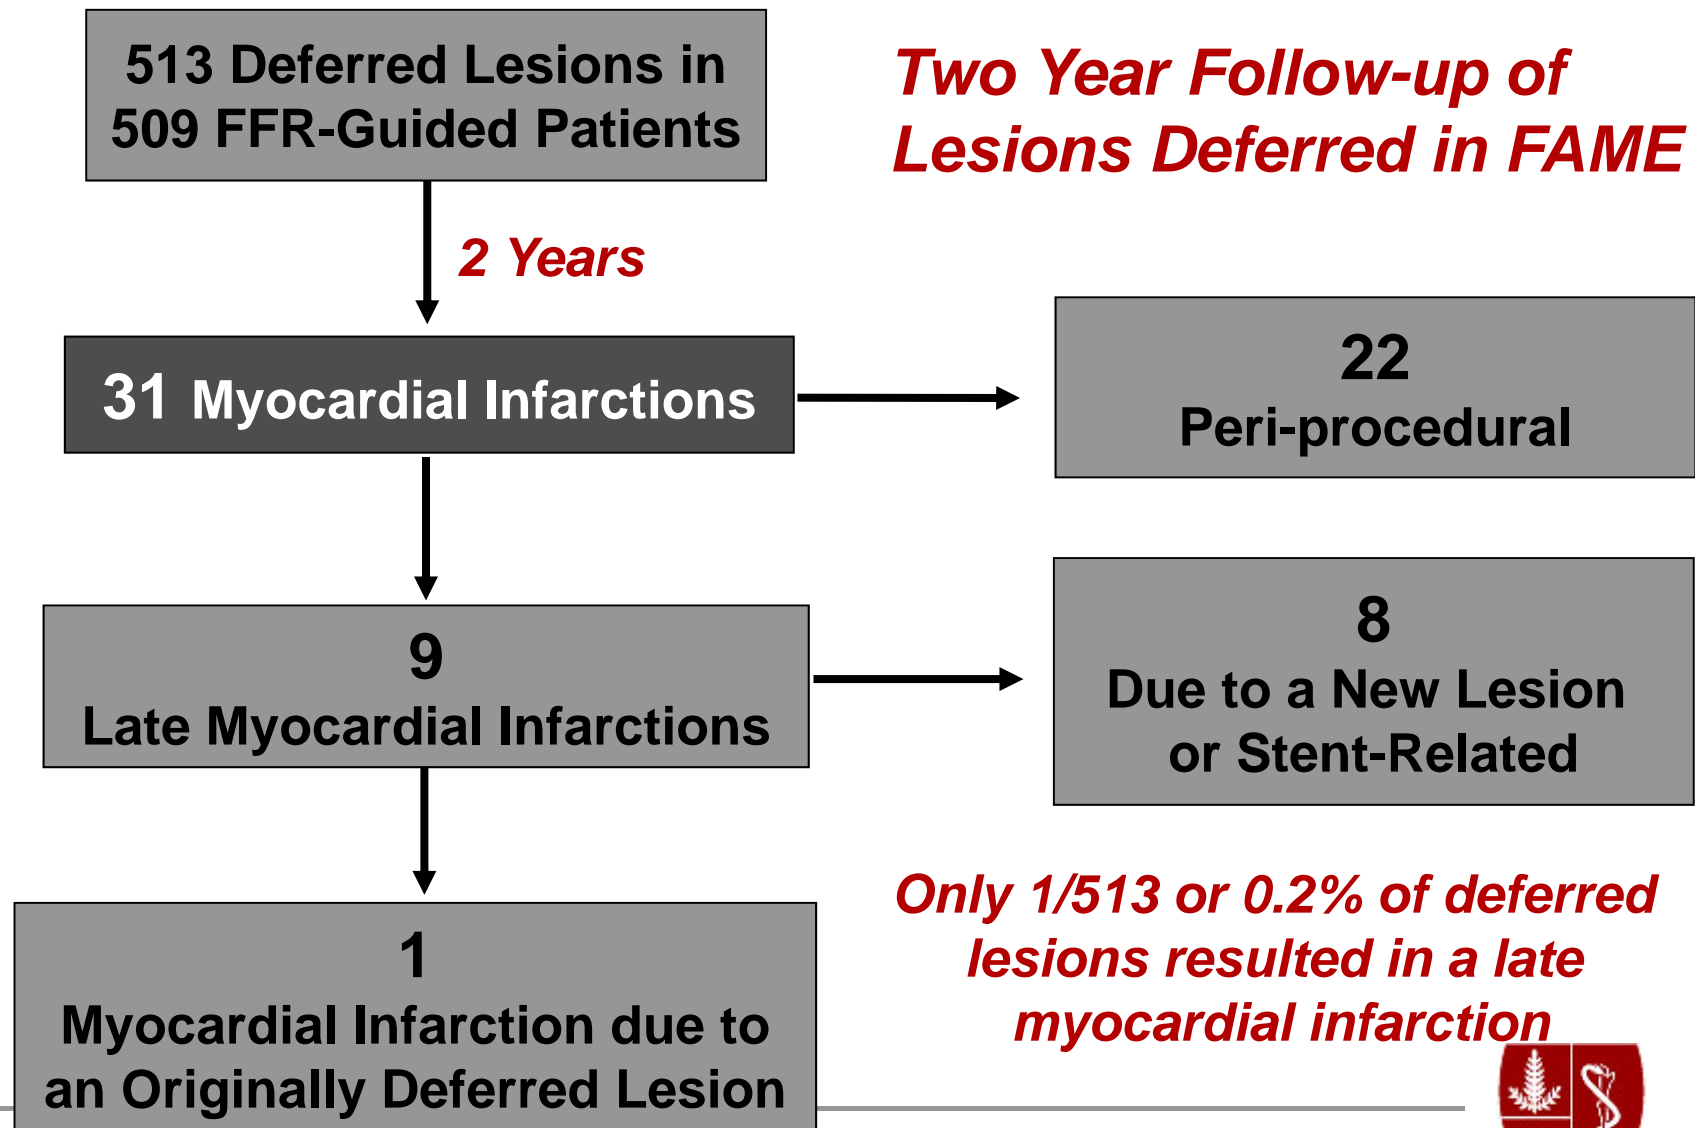 513 Deferred Lesions in
509 FFR-Guided Patients
Two Year Follow-up of
Lesions Deferred in FAME
2 Years
31 Myocardial Infarctions
22
Peri-procedural
9
Late Myocardial Infarctions
8
Due to a New Lesion
or Stent-Related
1
Myocardial Infarction due to
an Originally Deferred Lesion
Only 1/513 or 0.2% of deferred
lesions resulted in a late
myocardial infarction